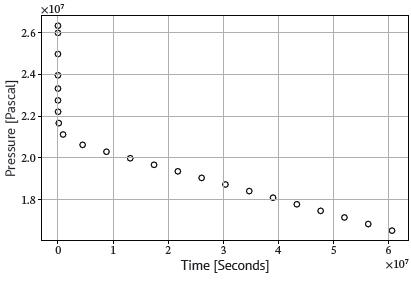 ×10⁷
2.6
2.4
2.2
2.0
1.8
Pressure [Pascal]
0 1 2 3 4 5 6
×10⁷
Time [Seconds]